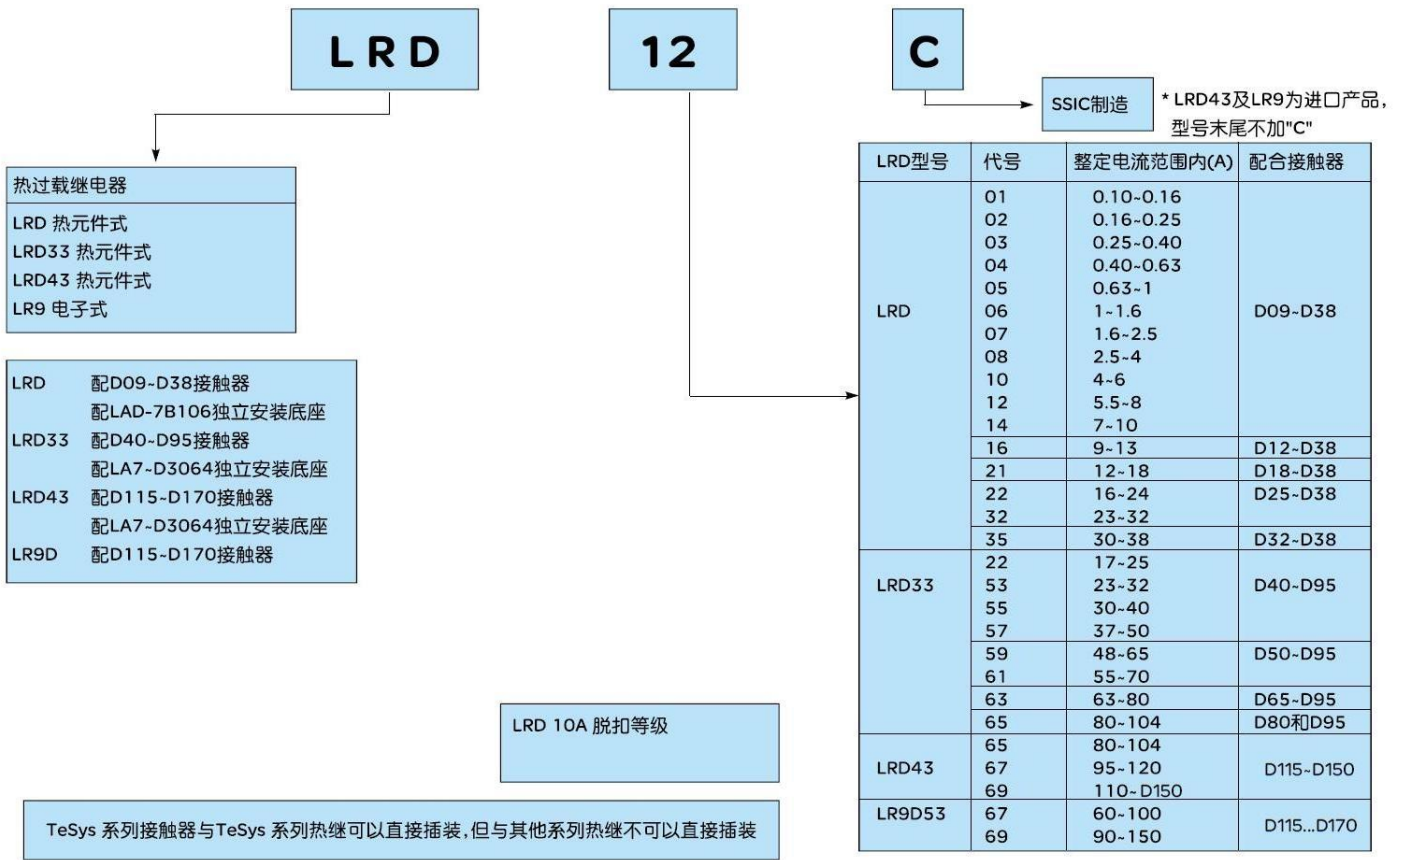 LRD 12 C
SSIC制造
* LRD43及LR9为进口产品,
型号末尾不加"C"
热过载继电器
LRD 热元件式
LRD33 热元件式
LRD43 热元件式
LR9 电子式
LRD 配D09~D38接触器
配LAD-7B106独立安装底座
LRD33 配D40~D95接触器
配LA7~D3064独立安装底座
LRD43 配D115~D170接触器
配LA7~D3064独立安装底座
LR9D 配D115~D170接触器
LRD型号 代号 整定电流范围内(A) 配合接触器
01 0.10~0.16
02 0.16~0.25
03 0.25~0.40
04 0.40~0.63
05 0.63~1
LRD 06 1~1.6 D09~D38
07 1.6~2.5
08 2.5~4
10 4~6
12 5.5~8
14 7~10
16 9~13 D12~D38
21 12~18 D18~D38
22 16~24 D25~D38
32 23~32
35 30~38 D32~D38
22 17~25
LRD33 53 23~32 D40~D95
55 30~40
57 37~50
59 48~65 D50~D95
61 55~70
63 63~80 D65~D95
65 80~104 D80和D95
65 80~104
LRD43 67 95~120 D115~D150
69 110~D150
LR9D53 67 60~100 D115...D170
69 90~150
LRD 10A 脱扣等级
TeSys 系列接触器与TeSys 系列热继可以直接插装,但与其他系列热继不可以直接插装